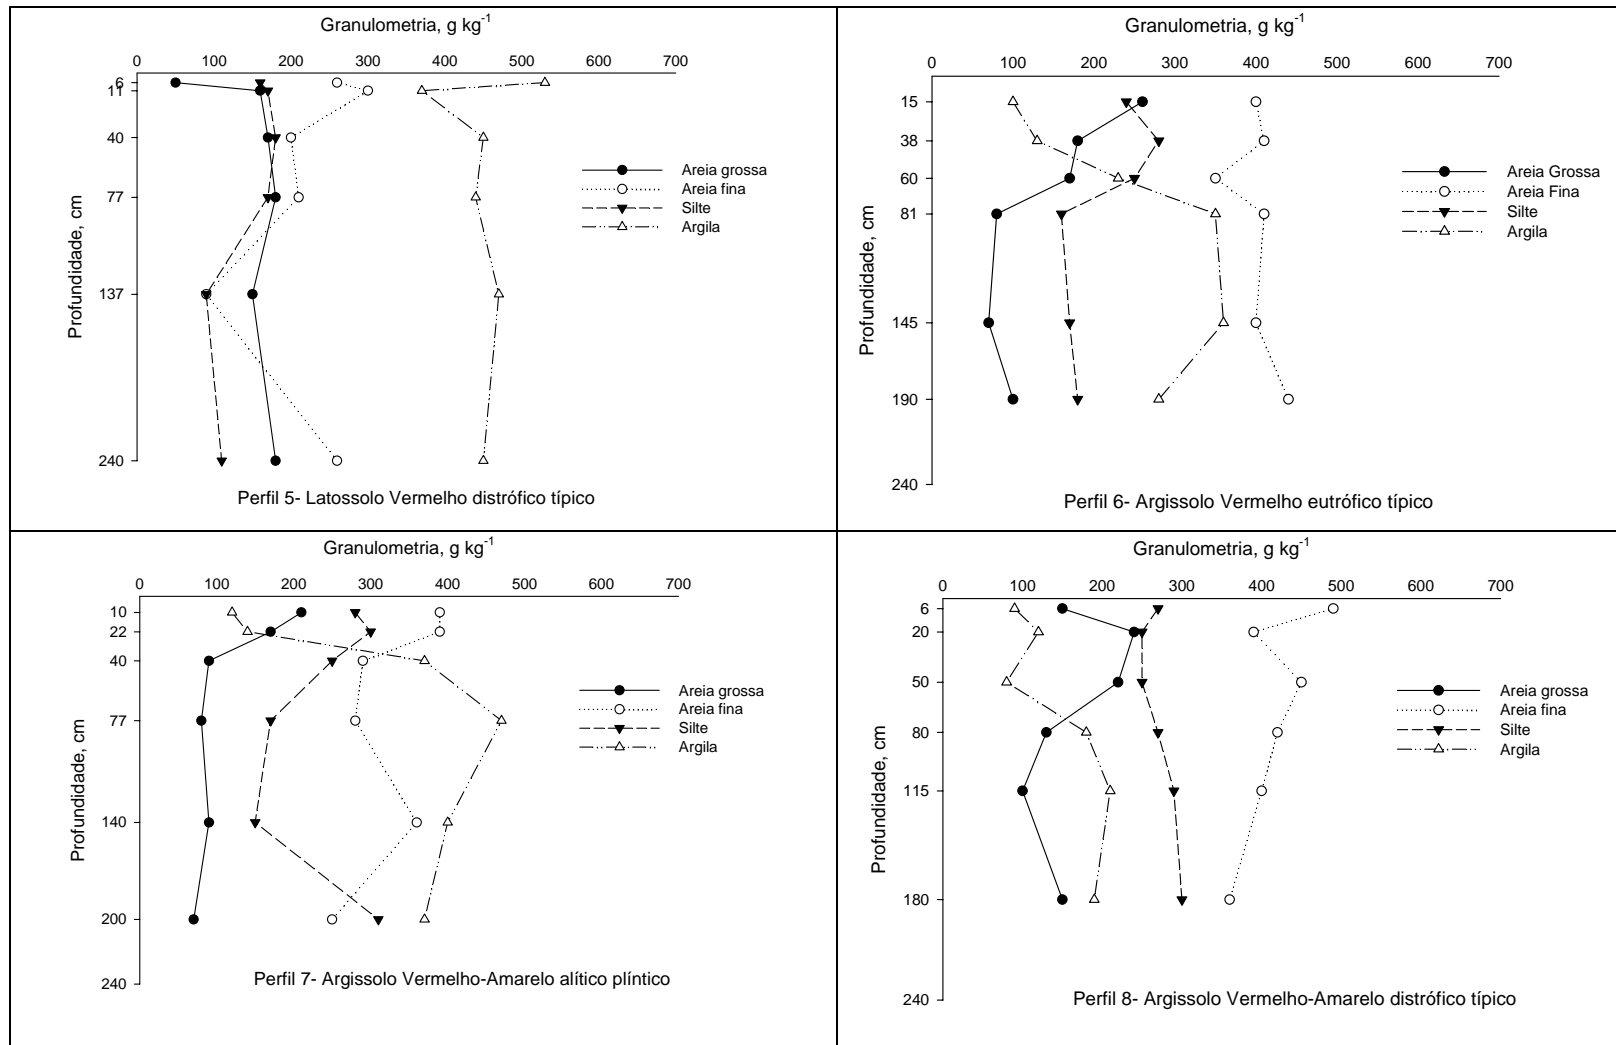 Granulometria, g kg-1
0 100 200 300 400 500 600 700
6
11
40
77
137
240
Profundidade, cm
Areia grossa
Areia fina
Silte
Argila
Perfil 5- Latossolo Vermelho distrófico típico
Granulometria, g kg-1
0 100 200 300 400 500 600 700
15
38
60
81
145
190
240
Profundidade, cm
Areia Grossa
Areia Fina
Silte
Argila
Perfil 6- Argissolo Vermelho eutrófico típico
Granulometria, g kg-1
0 100 200 300 400 500 600 700
10
22
40
77
140
200
240
Profundidade, cm
Areia grossa
Areia fina
Silte
Argila
Perfil 7- Argissolo Vermelho-Amarelo alítico plíntico
Granulometria, g kg-1
0 100 200 300 400 500 600 700
6
20
50
80
115
180
240
Profundidade, cm
Areia grossa
Areia fina
Silte
Argila
Perfil 8- Argissolo Vermelho-Amarelo distrófico típico